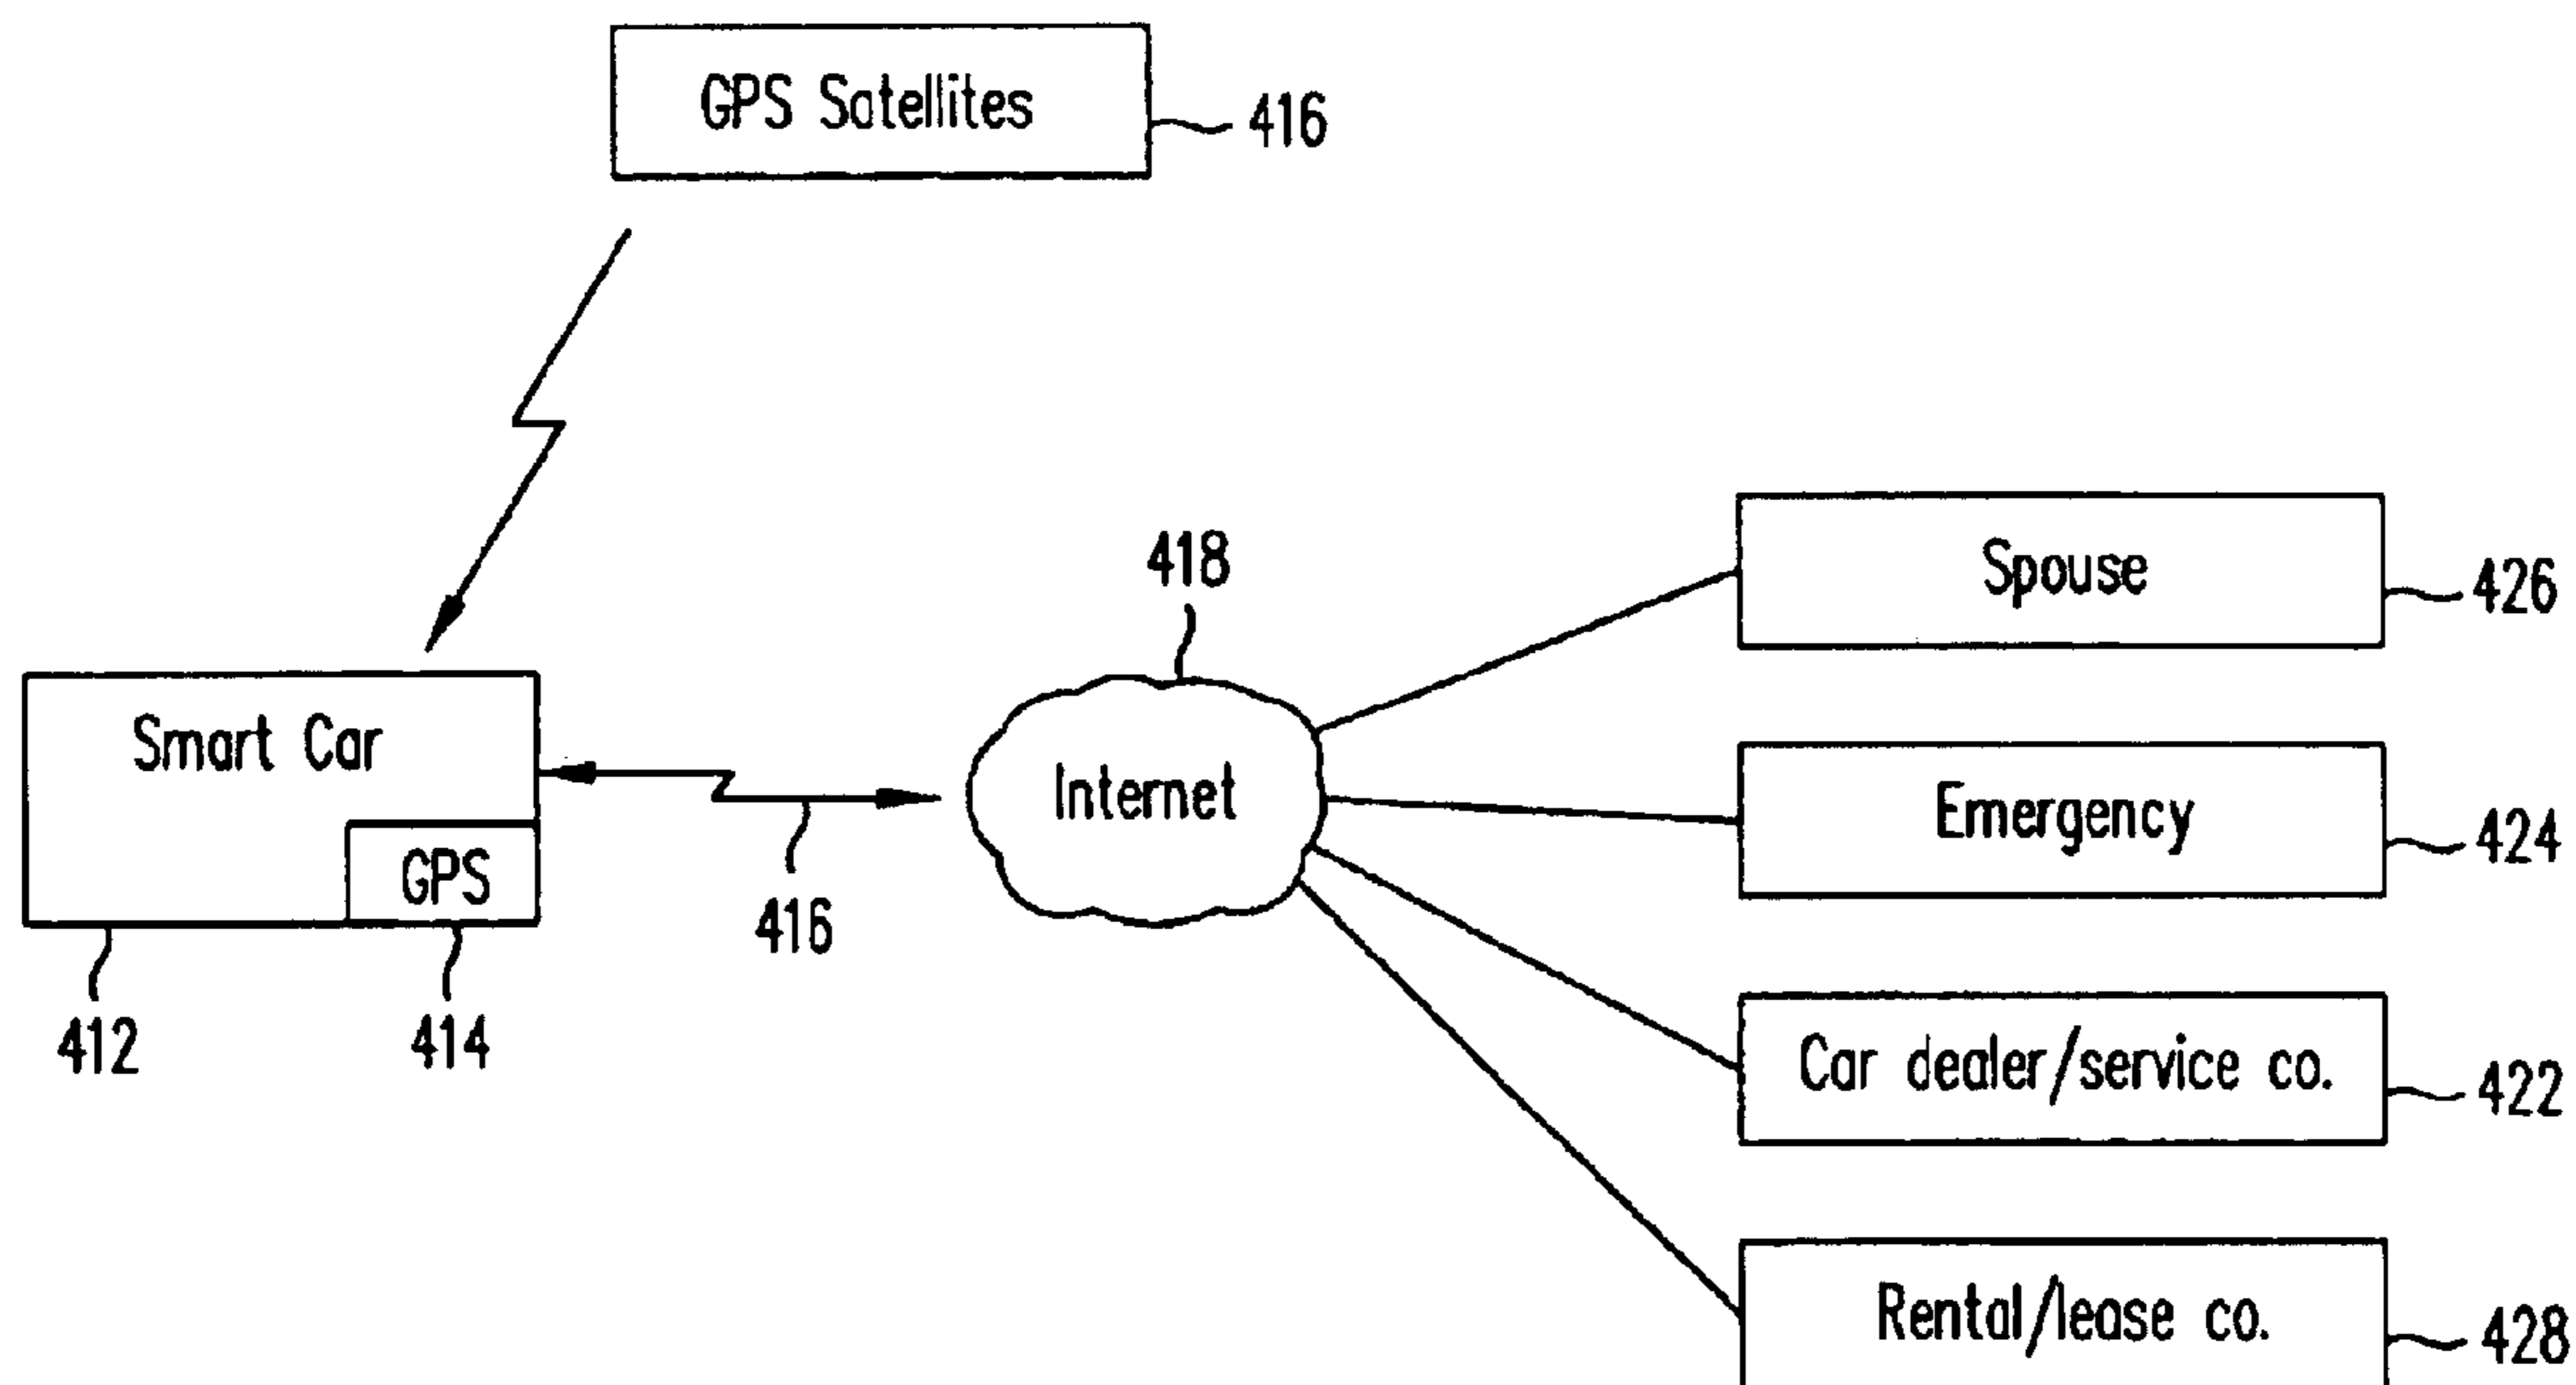 GPS Satellites
416
418
Spouse
426
Smart Car
Internet
Emergency
424
GPS
416
412
414
Car dealer/service co.
422
Rental/lease co.
428